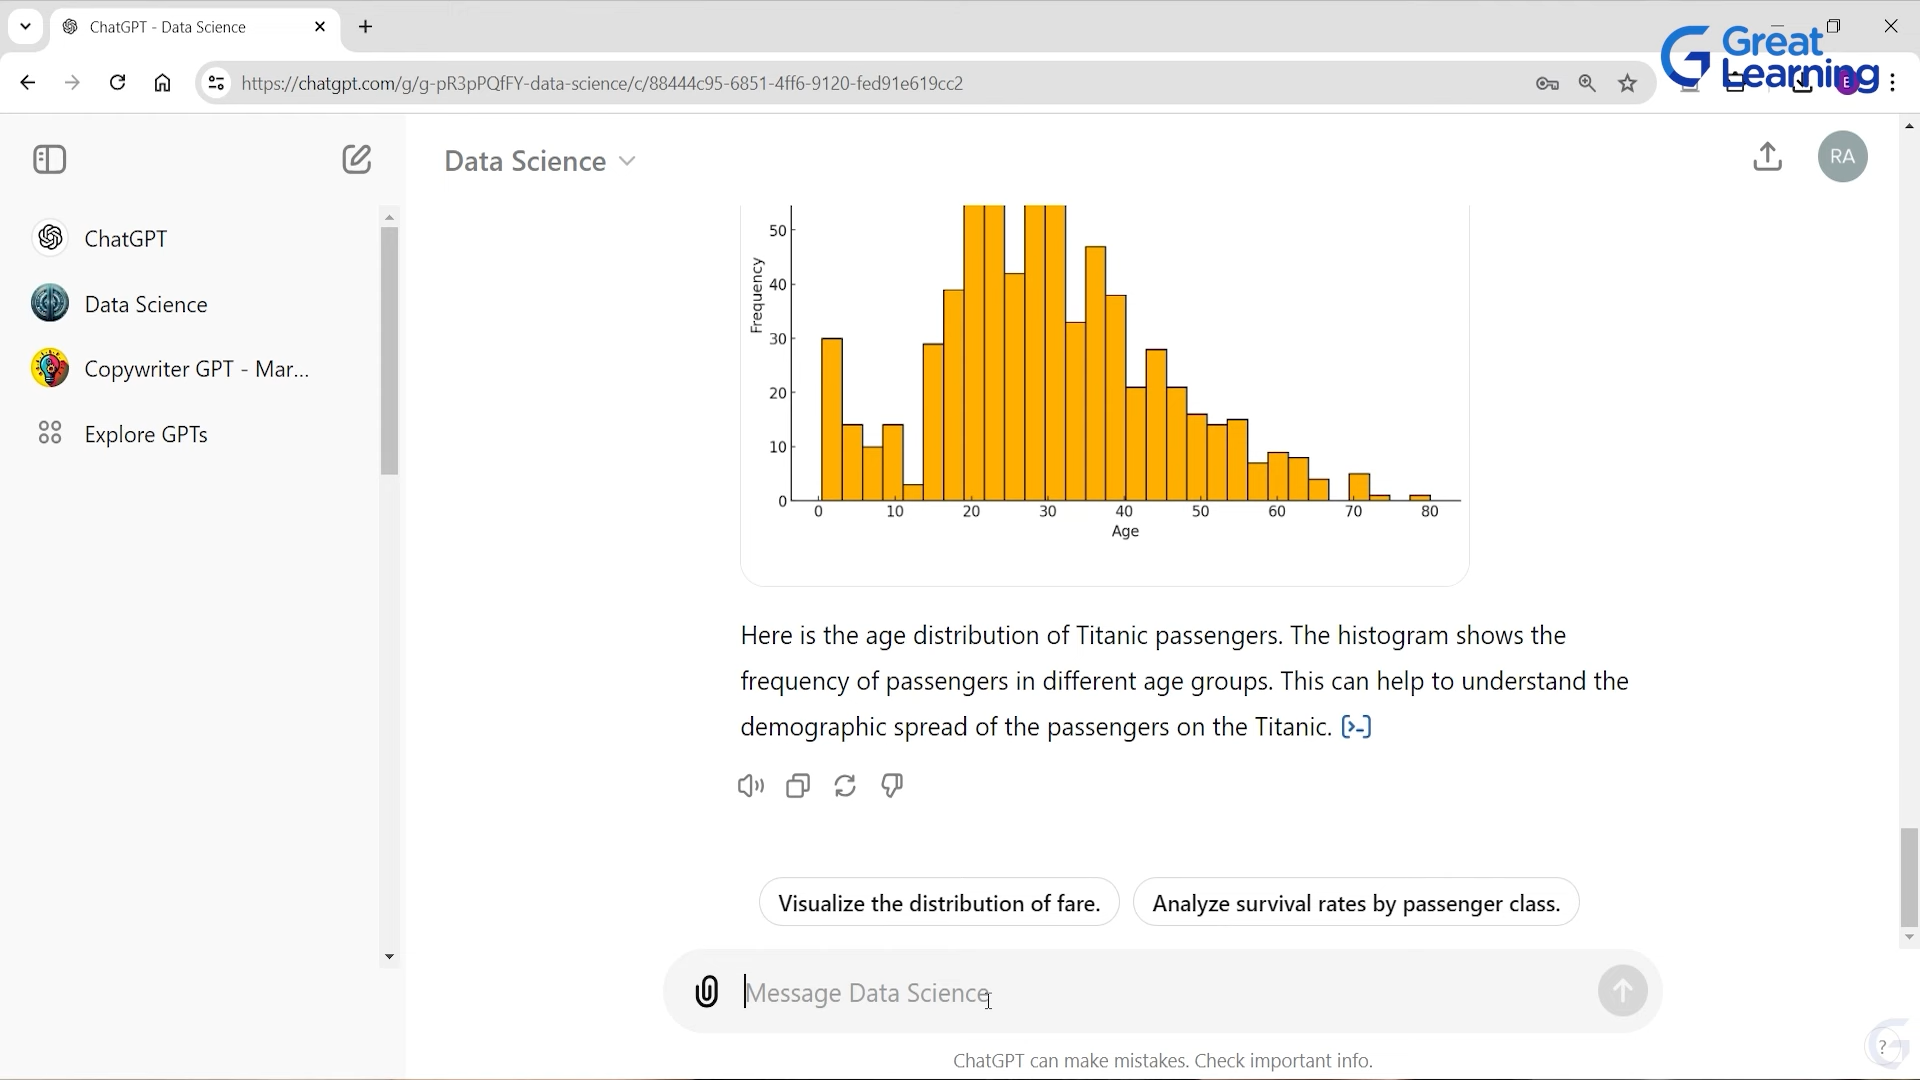 ChatGPT - Data Science
Great
Learning
https://chatgpt.com/g/g-pR3pPQfFY-data-science/c/88444c95-6851-4ff6-9120-fed91e619cc2
E
Data Science
RA
ChatGPT
Data Science
Copywriter GPT - Mar...
Explore GPTs
50
40
30
20
10
0
Frequency
0 10 20 30 40 50 60 70 80
Age
Here is the age distribution of Titanic passengers. The histogram shows the
frequency of passengers in different age groups. This can help to understand the
demographic spread of the passengers on the Titanic. [>-]
Visualize the distribution of fare.
Analyze survival rates by passenger class.
Message Data Science
ChatGPT can make mistakes. Check important info.
?